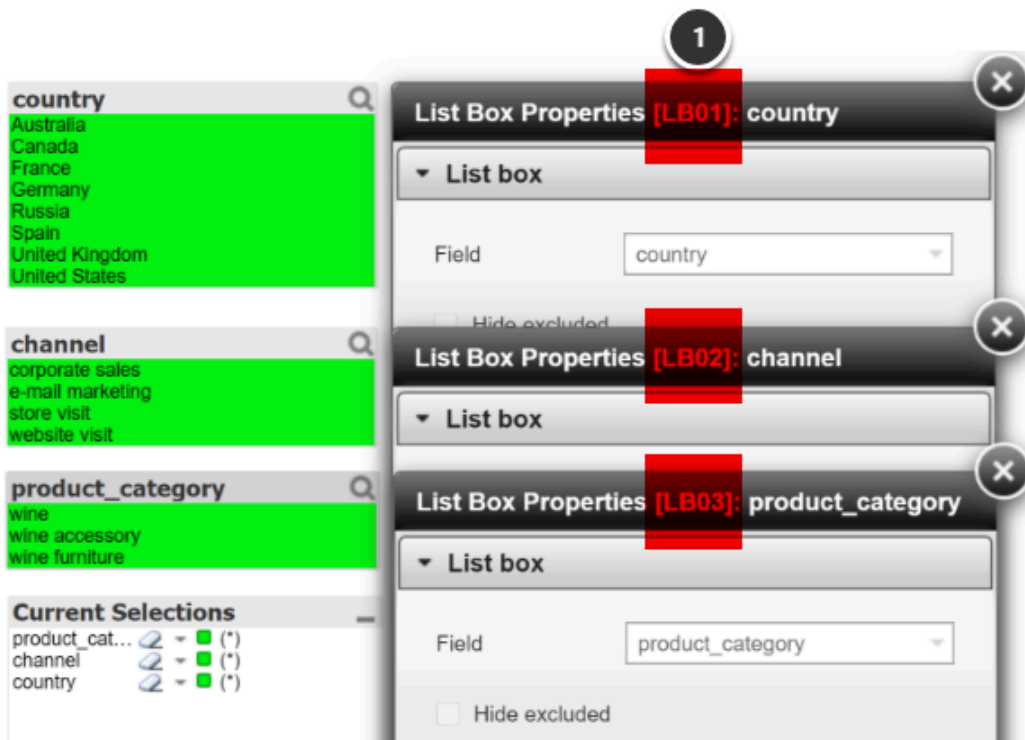 1
country
Australia
Canada
France
Germany
Russia
Spain
United Kingdom
United States
List Box Properties [LB01]: country
List box
Field country
Hide excluded
channel
corporate sales
e-mail marketing
store visit
website visit
List Box Properties [LB02]: channel
List box
product_category
wine
wine accessory
wine furniture
List Box Properties [LB03]: product_category
List box
Field product_category
Hide excluded
Current Selections
product_cat... (*)
channel (*)
country (*)